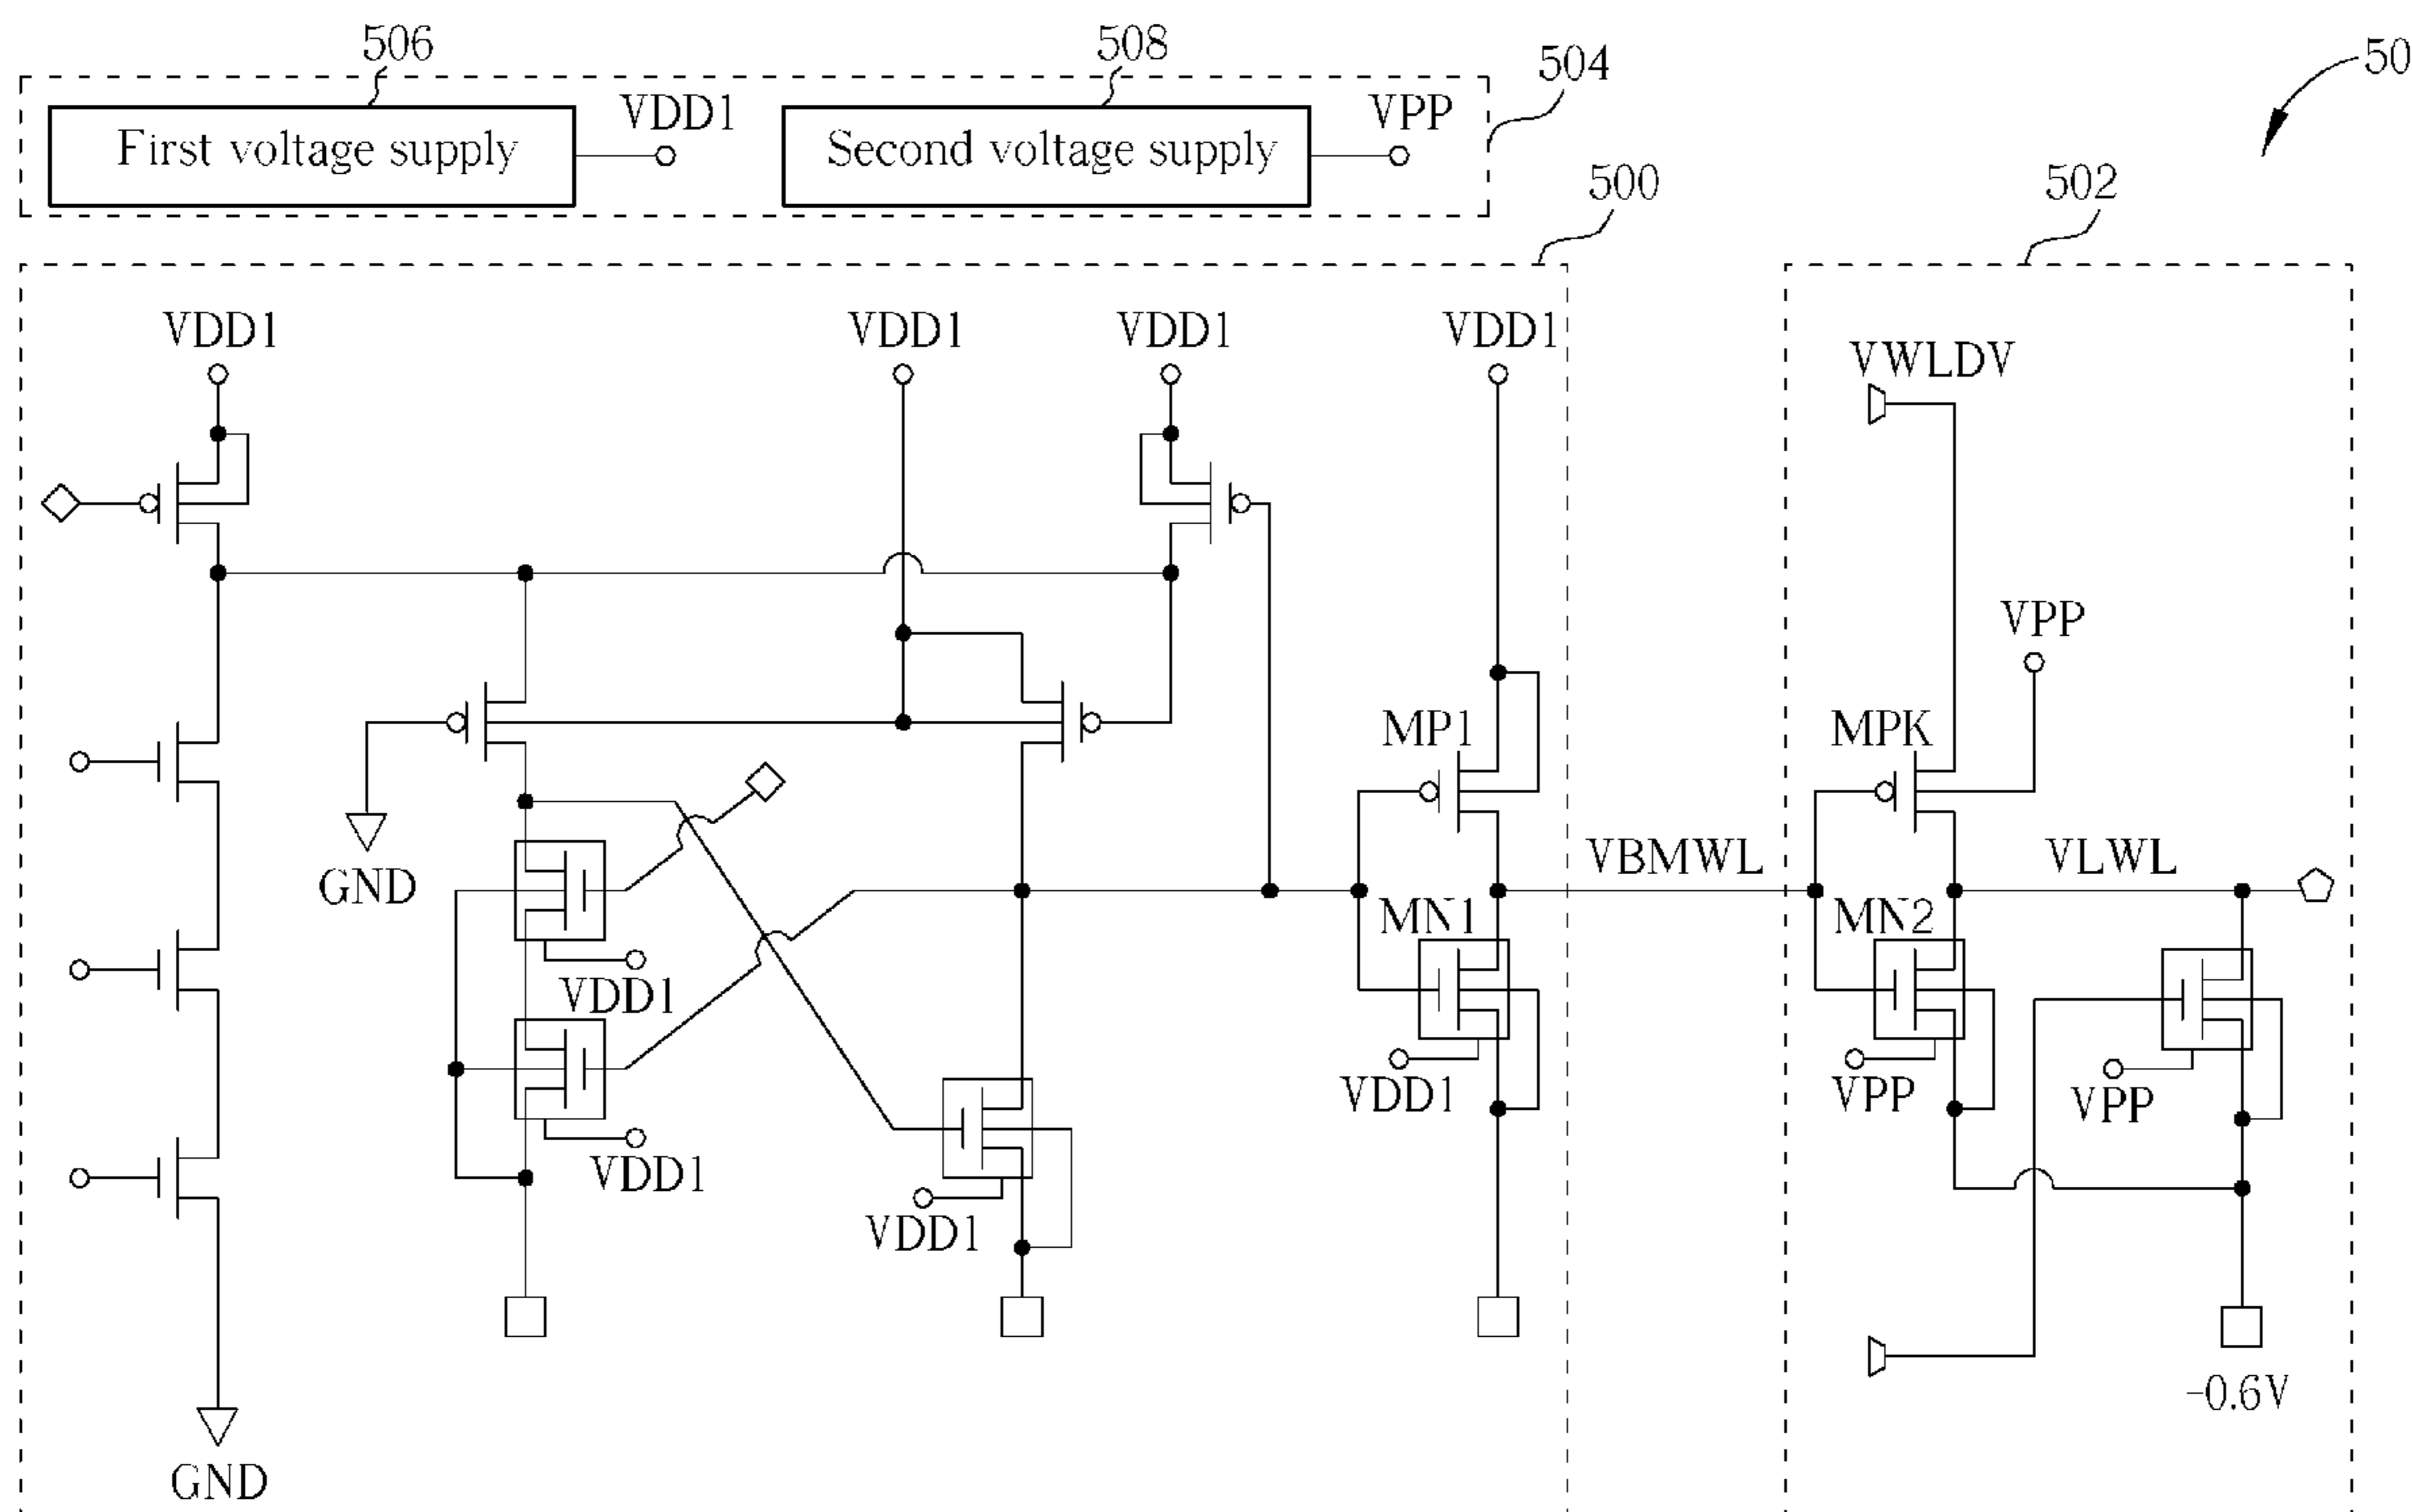 506
508
504
50
VDD1
VPP
First voltage supply
Second voltage supply
500
502
VDD1
VDD1
VDD1
VDD1
VWLDV
VPP
MP1
MPK
GND
VBMWL
VLWL
MN1
MN2
VDD1
VDD1
VPP
VPP
VDD1
VDD1
-0.6V
GND